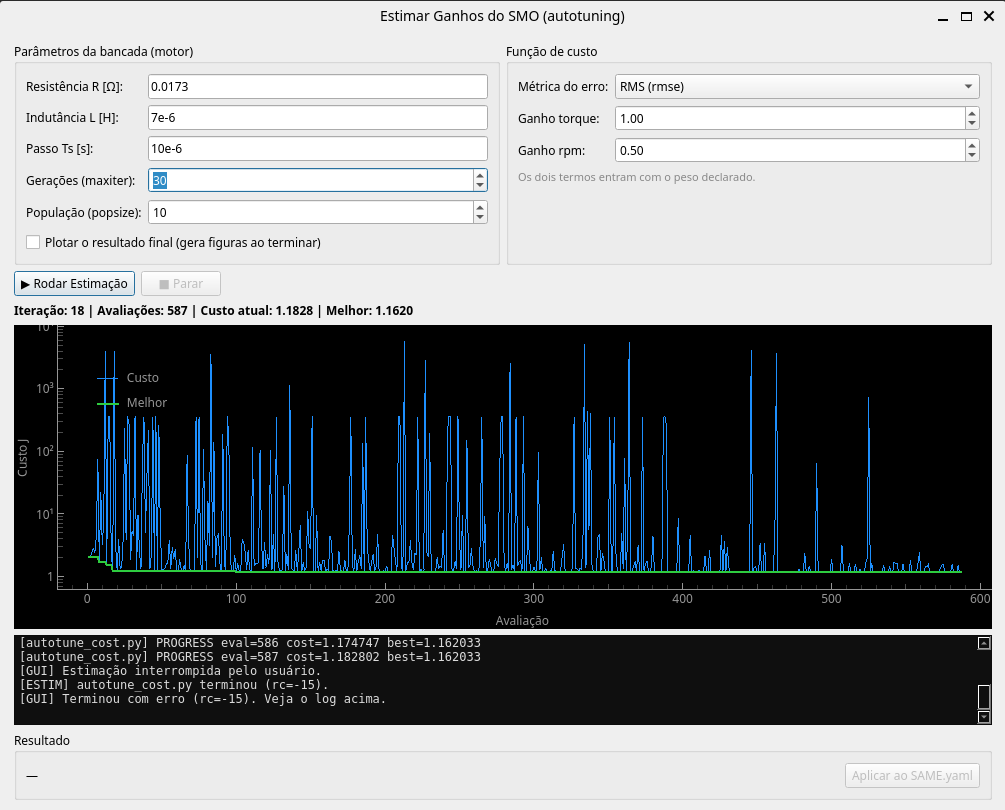 Estimar Ganhos do SMO (autotuning)
Parâmetros da bancada (motor)
Resistência R [Ω]: 0.0173
Indutância L [H]: 7e-6
Passo Ts [s]: 10e-6
Gerações (maxiter): 30
População (popsize): 10
Plotar o resultado final (gera figuras ao terminar)
Função de custo
Métrica do erro: RMS (rmse)
Ganho torque: 1.00
Ganho rpm: 0.50
Os dois termos entram com o peso declarado.
▶ Rodar Estimação
■ Parar
Iteração: 18 | Avaliações: 587 | Custo atual: 1.1828 | Melhor: 1.1620
Custo J
10³
10²
10¹
1
Custo
Melhor
0 100 200 300 400 500 600
Avaliação
[autotune_cost.py] PROGRESS eval=586 cost=1.174747 best=1.162033
[autotune_cost.py] PROGRESS eval=587 cost=1.182802 best=1.162033
[GUI] Estimação interrompida pelo usuário.
[ESTIM] autotune_cost.py terminou (rc=-15).
[GUI] Terminou com erro (rc=-15). Veja o log acima.
Resultado
—
Aplicar ao SAME.yaml